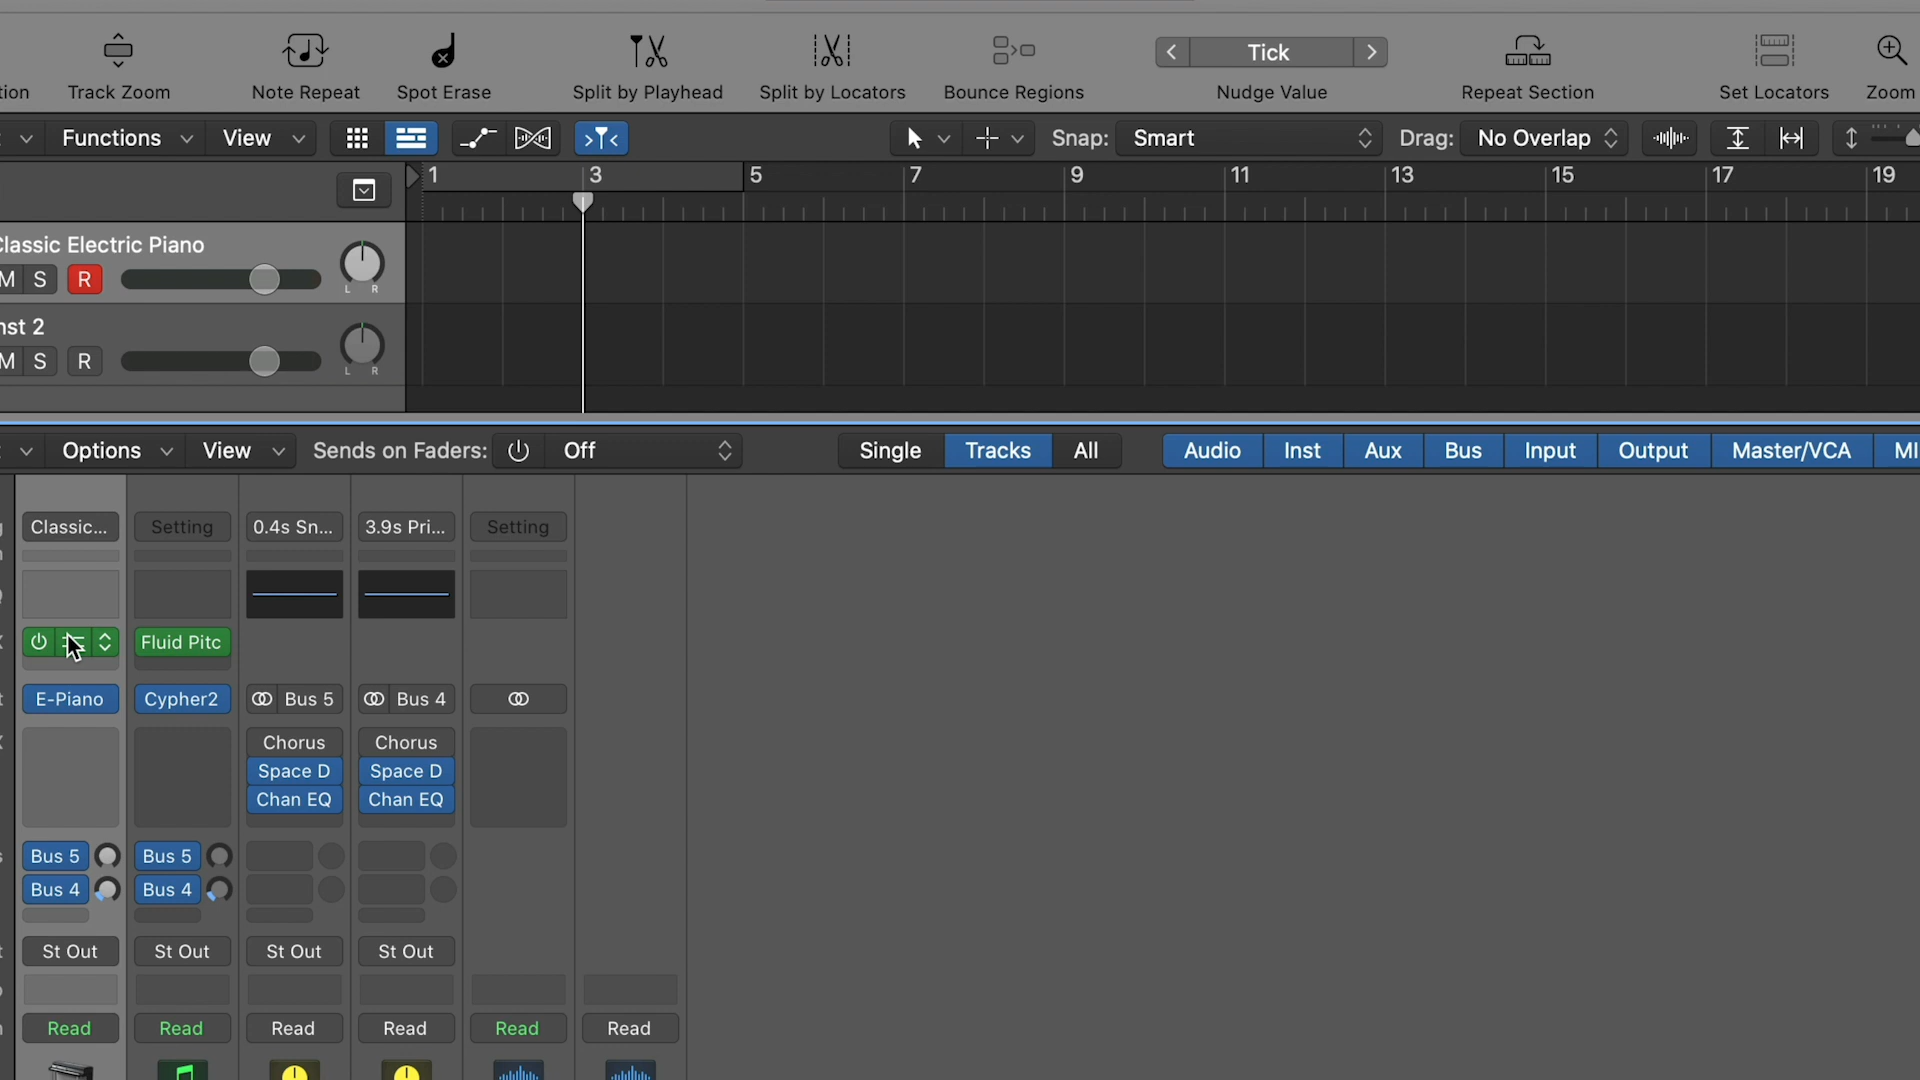 tion Track Zoom Note Repeat Spot Erase Split by Playhead Split by Locators Bounce Regions Tick Nudge Value Repeat Section Set Locators Zoom
Functions View Snap: Smart Drag: No Overlap
1 3 5 7 9 11 13 15 17 19
Classic Electric Piano
M S R
L R
nst 2
M S R
L R
Options View Sends on Faders: Off Single Tracks All Audio Inst Aux Bus Input Output Master/VCA MI
Classic... Setting 0.4s Sn... 3.9s Pri... Setting
Fluid Pitc
E-Piano Cypher2 Bus 5 Bus 4
Chorus Chorus
Space D Space D
Chan EQ Chan EQ
Bus 5 Bus 5
Bus 4 Bus 4
St Out St Out St Out St Out
Read Read Read Read Read Read